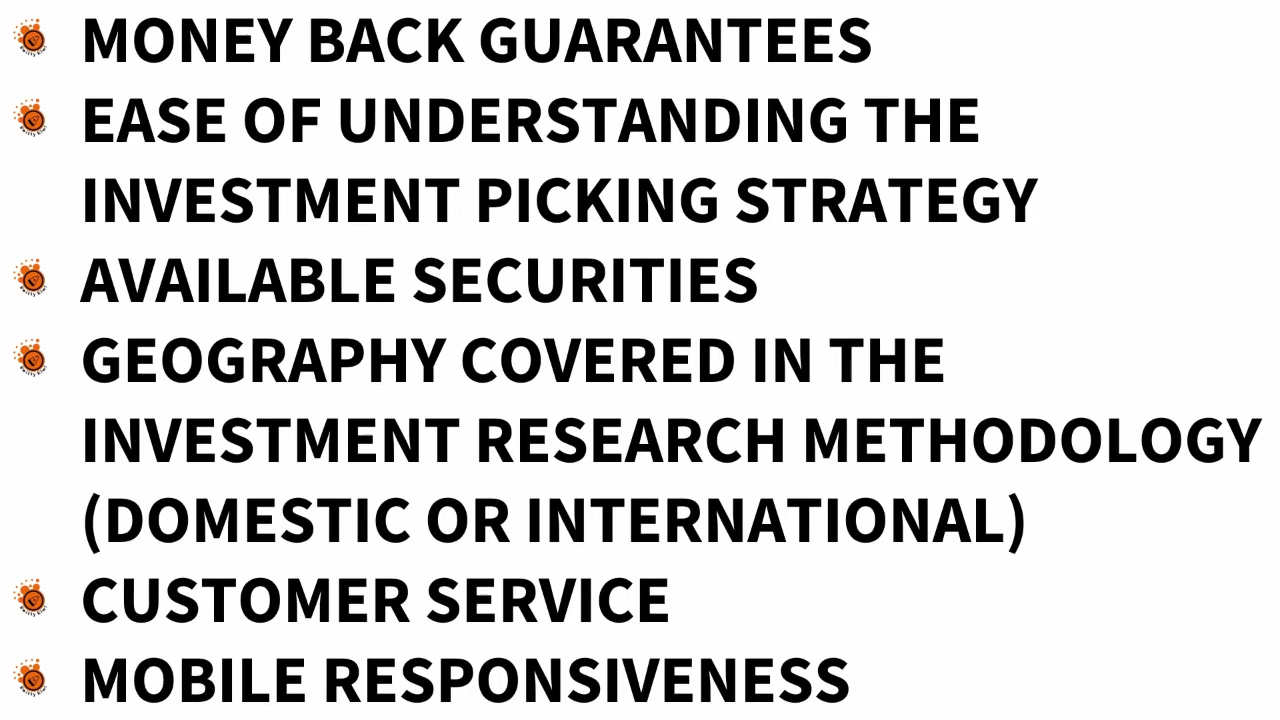 MONEY BACK GUARANTEES
EASE OF UNDERSTANDING THE
INVESTMENT PICKING STRATEGY
AVAILABLE SECURITIES
GEOGRAPHY COVERED IN THE
INVESTMENT RESEARCH METHODOLOGY
(DOMESTIC OR INTERNATIONAL)
CUSTOMER SERVICE
MOBILE RESPONSIVENESS